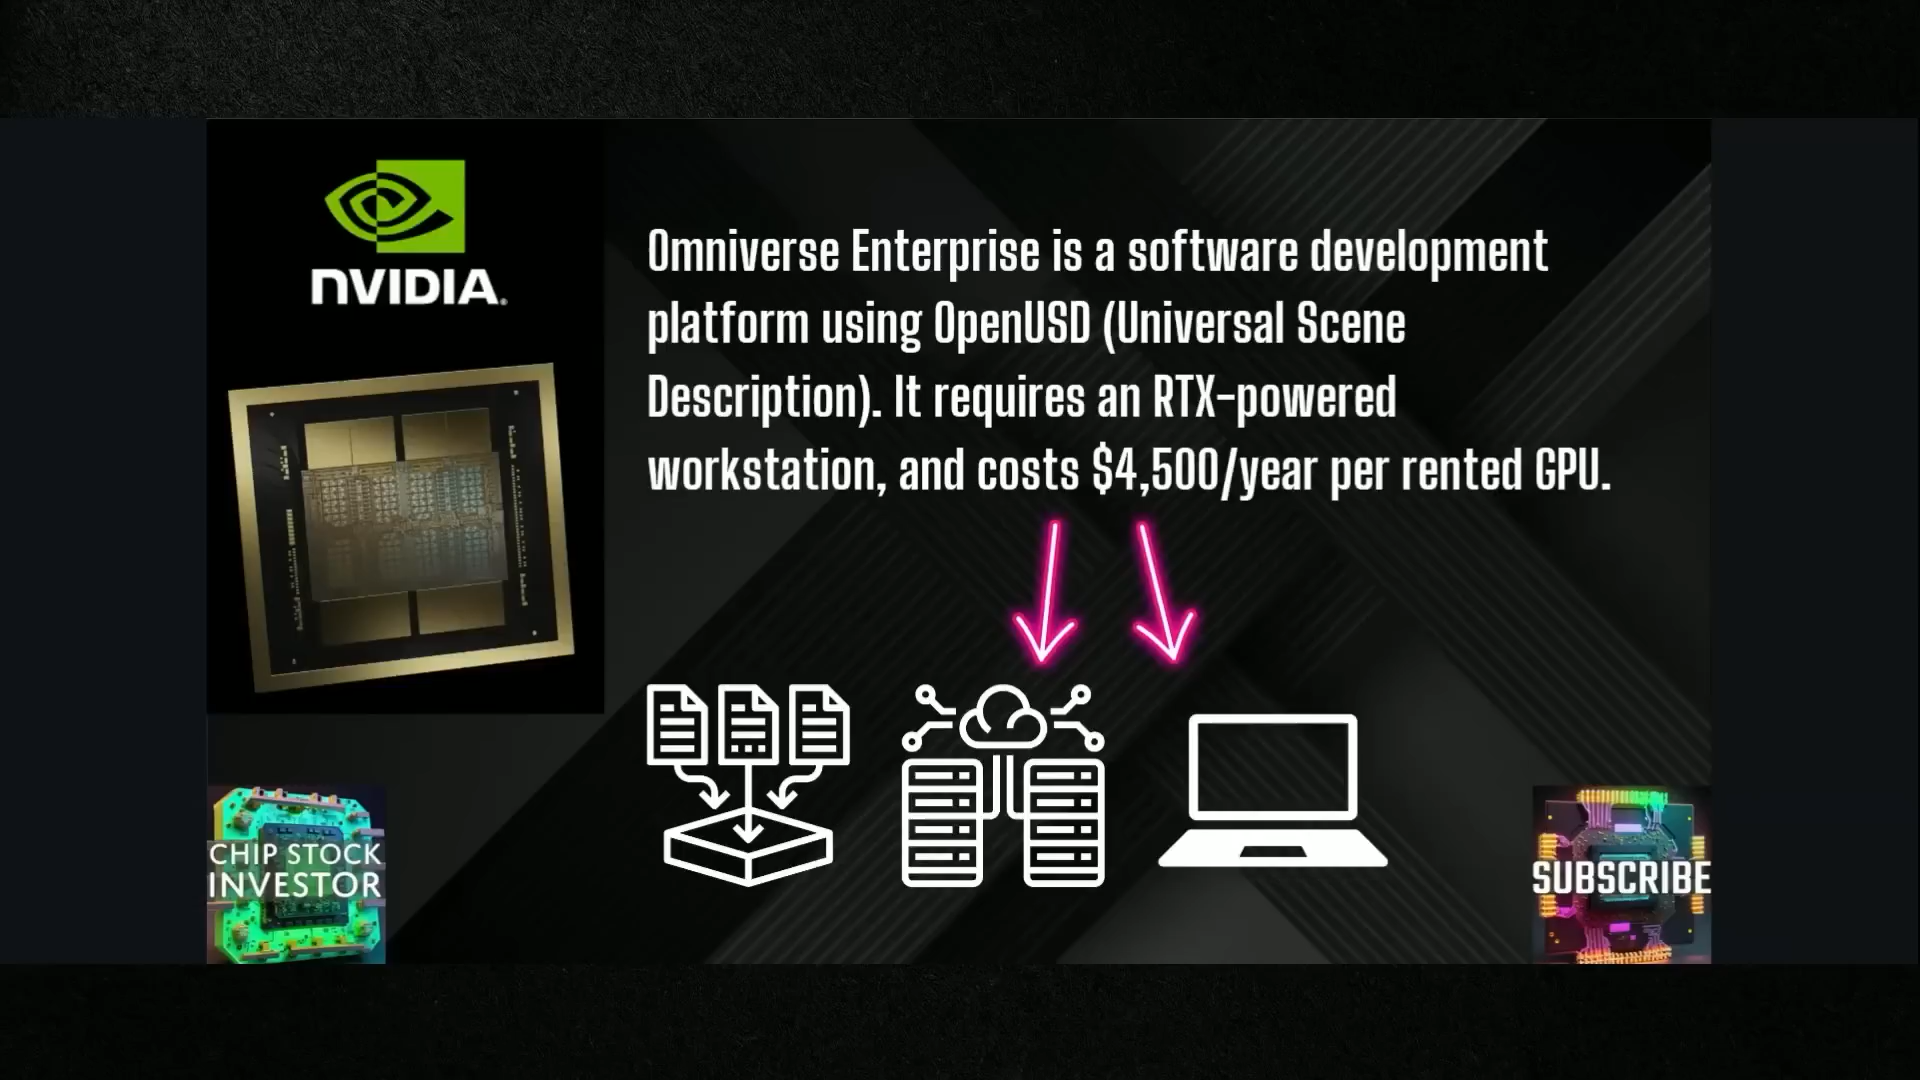 NVIDIA.
Omniverse Enterprise is a software development
platform using OpenUSD (Universal Scene
Description). It requires an RTX-powered
workstation, and costs $4,500/year per rented GPU.
CHIP STOCK
INVESTOR
SUBSCRIBE